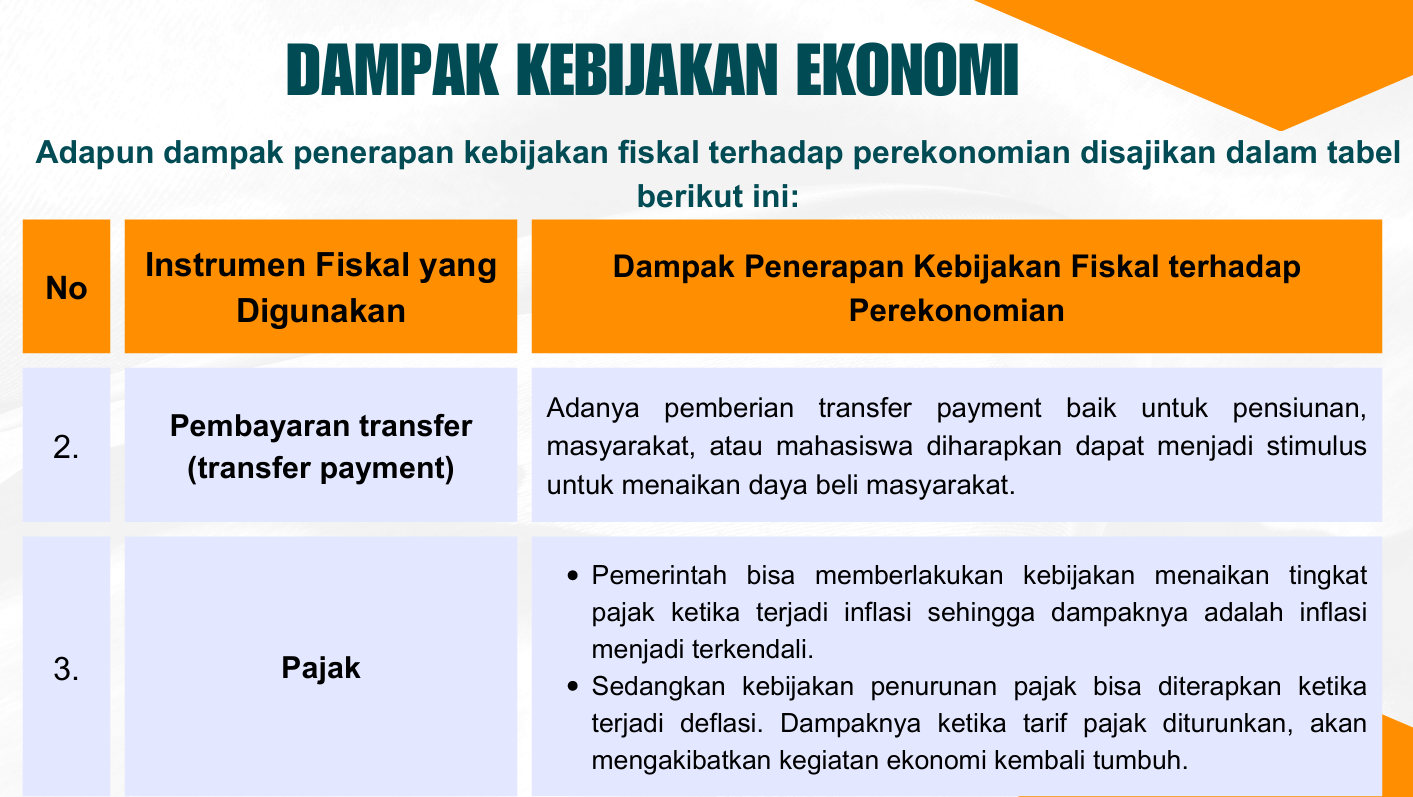 DAMPAK KEBIJAKAN EKONOMI
Adapun dampak penerapan kebijakan fiskal terhadap perekonomian disajikan dalam tabel
berikut ini:
No
Instrumen Fiskal yang
Digunakan
Dampak Penerapan Kebijakan Fiskal terhadap
Perekonomian
2.
Pembayaran transfer
(transfer payment)
Adanya pemberian transfer payment baik untuk pensiunan,
masyarakat, atau mahasiswa diharapkan dapat menjadi stimulus
untuk menaikan daya beli masyarakat.
3.
Pajak
• Pemerintah bisa memberlakukan kebijakan menaikan tingkat
pajak ketika terjadi inflasi sehingga dampaknya adalah inflasi
menjadi terkendali.
• Sedangkan kebijakan penurunan pajak bisa diterapkan ketika
terjadi deflasi. Dampaknya ketika tarif pajak diturunkan, akan
mengakibatkan kegiatan ekonomi kembali tumbuh.